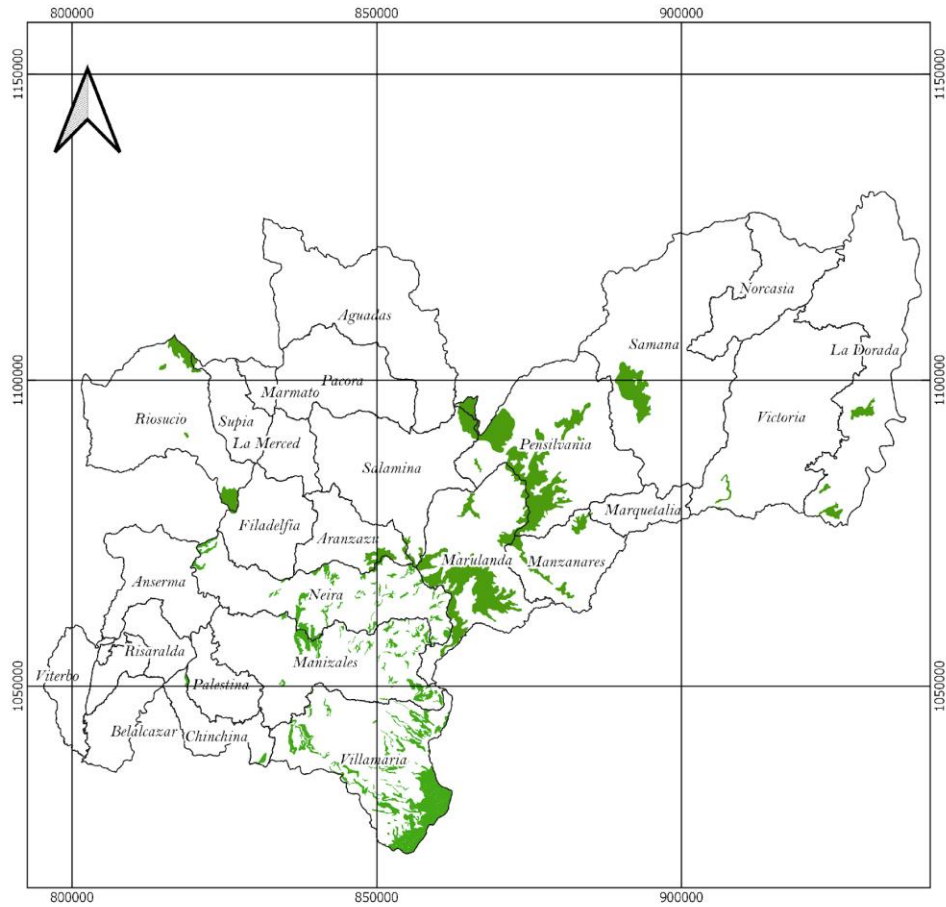 800000
850000
900000
1150000
1150000
Norcasia
Aguadas
Samana
La Dorada
1100000
1100000
Pacora
Marmato
Riosucio
Supia
Victoria
La Merced
Pensilvania
Salamina
Marquetalia
Filadelfia
Aranzazu
Marulanda
Manzanares
Anserma
Neira
Risaralda
Manizales
Viterbo
Palestina
1050000
1050000
Belalcazar
Chinchina
Villamaria
800000
850000
900000